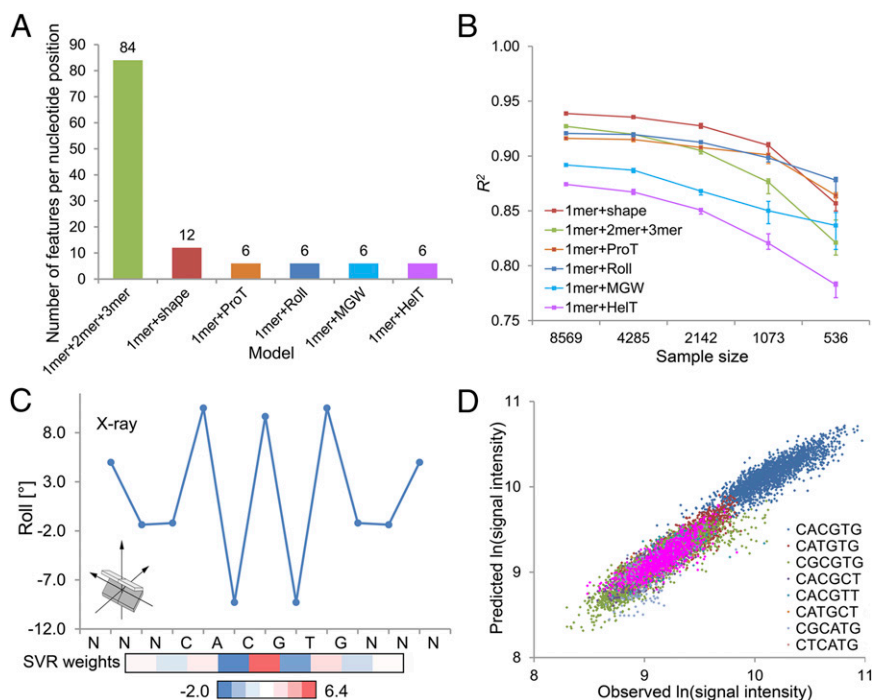 A
Number of features per nucleotide position
90
80
70
60
50
40
30
20
10
0
84
12
6
6
6
6
1mer+2mer+3mer
1mer+shape
1mer+ProT
1mer+Roll
1mer+MGW
1mer+HelT
Model
B
R²
1.00
0.95
0.90
0.85
0.80
0.75
1mer+shape
1mer+2mer+3mer
1mer+ProT
1mer+Roll
1mer+MGW
1mer+HelT
8569 4285 2142 1073 536
Sample size
C
X-ray
Roll [°]
8.0
3.0
-2.0
-7.0
-12.0
N N N C A C G T G N N N
SVR weights
-2.0 6.4
D
Predicted ln(signal intensity)
11
10
9
8
CACGTG
CATGTG
CGCGTG
CACGCT
CACGTT
CATGCT
CGCATG
CTCATG
8 9 10 11
Observed ln(signal intensity)